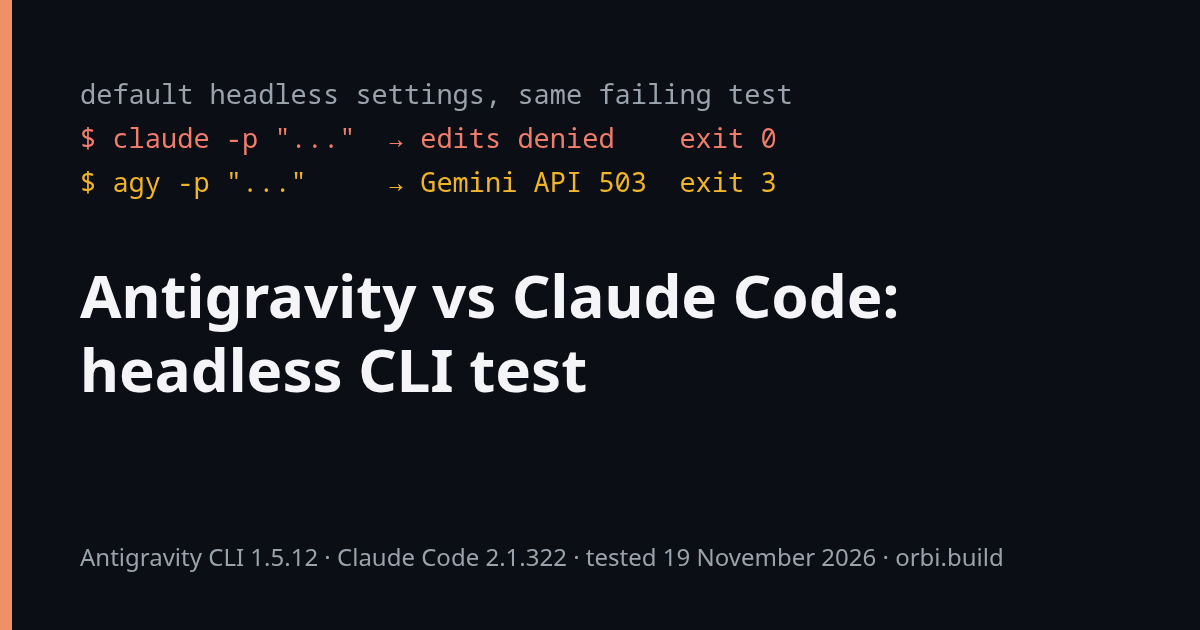 default headless settings, same failing test
$ claude -p "..."  → edits denied    exit 0
$ agy -p "..."     → Gemini API 503  exit 3
Antigravity vs Claude Code:
headless CLI test
Antigravity CLI 1.5.12 · Claude Code 2.1.322 · tested 19 November 2026 · orbi.build